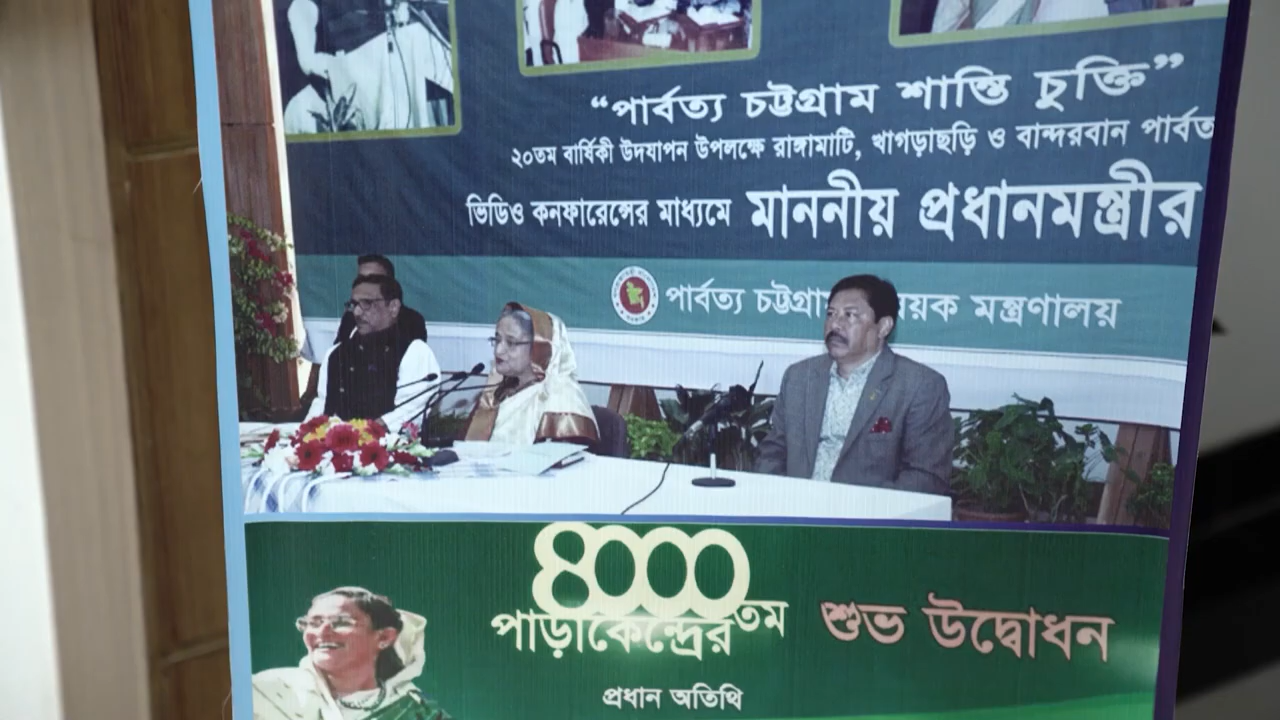 “পার্বত্য চট্টগ্রাম শান্তি চুক্তি”
২০তম বার্ষিকী উদযাপন উপলক্ষে রাঙ্গামাটি, খাগড়াছড়ি ও বান্দরবান পার্বত
ভিডিও কনফারেন্সের মাধ্যমে মাননীয় প্রধানমন্ত্রীর
পার্বত্য চট্টগ্রাম য়ক মন্ত্রণালয়
৪০০০
পাড়াকেন্দ্রের তম শুভ উদ্বোধন
প্রধান অতিথি